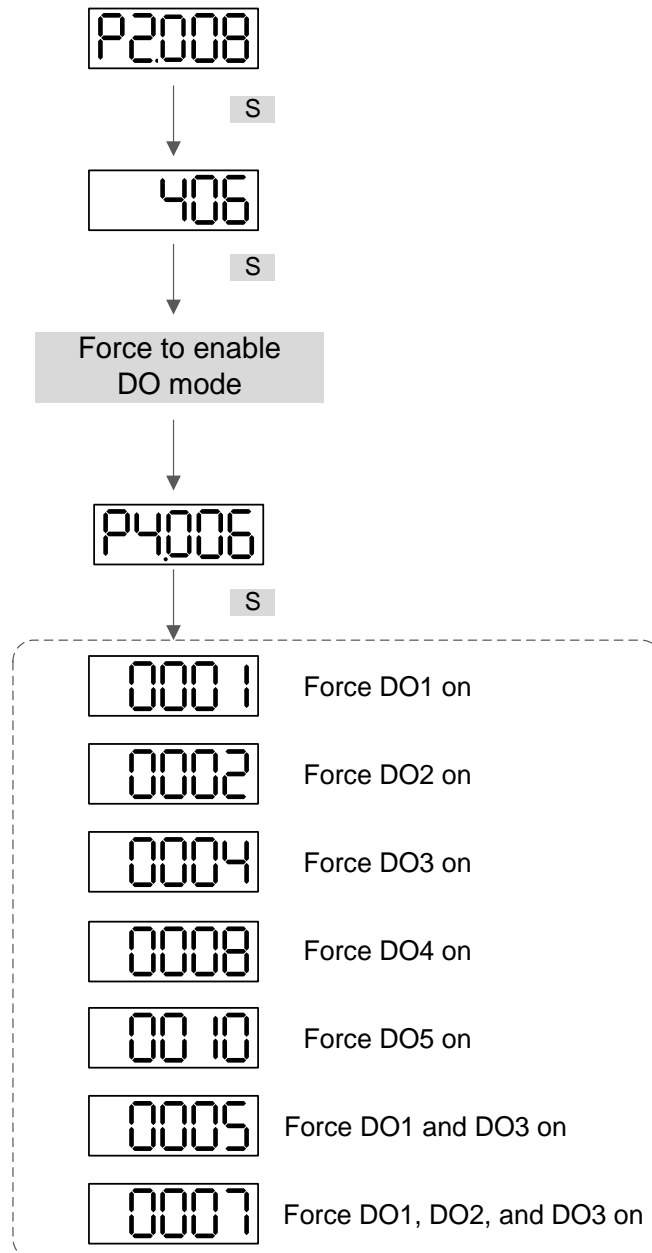 P2.008
S
406
S
Force to enable
DO mode
P4.006
S
0001 Force DO1 on
0002 Force DO2 on
0004 Force DO3 on
0008 Force DO4 on
0010 Force DO5 on
0005 Force DO1 and DO3 on
0007 Force DO1, DO2, and DO3 on